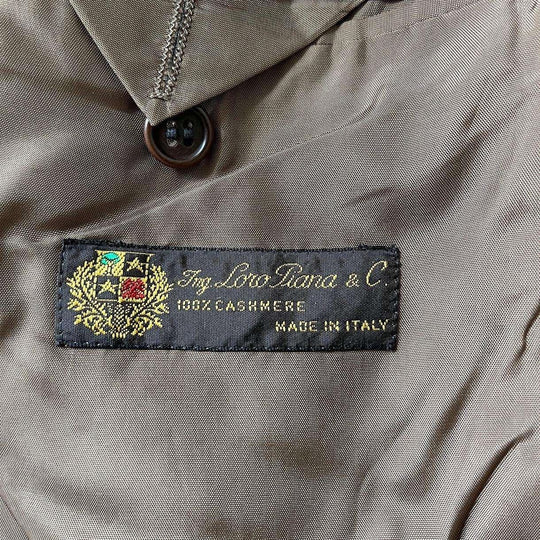 Ing. Loro Piana & C.
100% CASHMERE
MADE IN ITALY